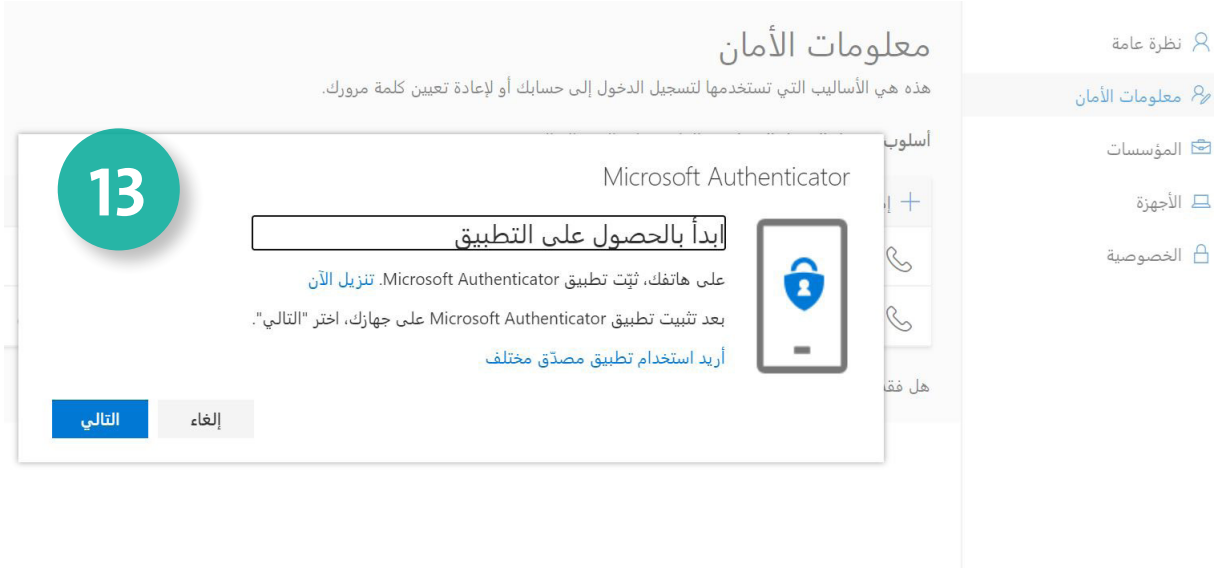 نظرة عامة
معلومات الأمان
المؤسسات
الأجهزة
الخصوصية
معلومات الأمان
هذه هي الأساليب التي تستخدمها لتسجيل الدخول إلى حسابك أو لإعادة تعيين كلمة مرورك.
أسلوب
13
Microsoft Authenticator
ابدأ بالحصول على التطبيق
على هاتفك، ثبّت تطبيق Microsoft Authenticator. تنزيل الآن
بعد تثبيت تطبيق Microsoft Authenticator على جهازك، اختر "التالي".
أريد استخدام تطبيق مصدّق مختلف
إلغاء
التالي
هل